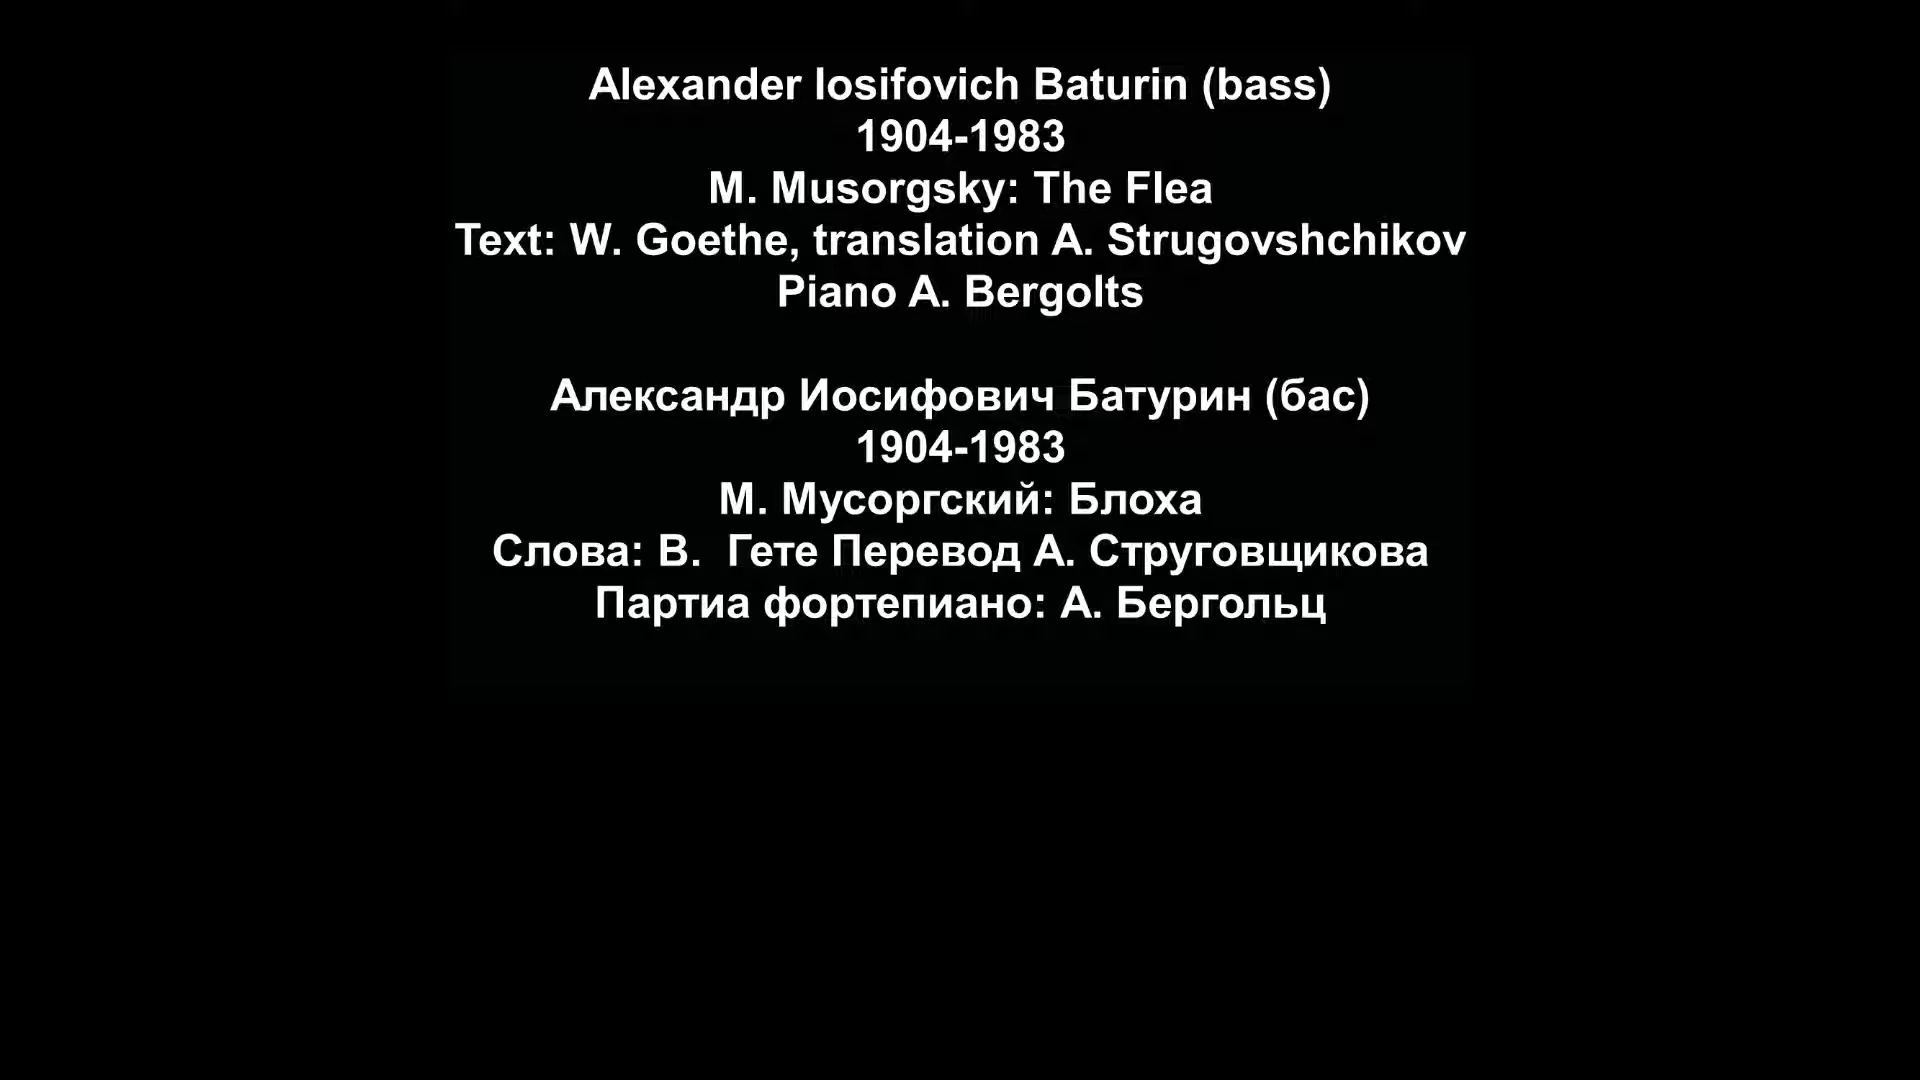 Alexander Iosifovich Baturin (bass)
1904-1983
M. Musorgsky: The Flea
Text: W. Goethe, translation A. Strugovshchikov
Piano A. Bergolts
Александр Иосифович Батурин (бас)
1904-1983
М. Мусоргский: Блоха
Слова: В.  Гете Перевод А. Струговщикова
Партиа фортепиано: А. Бергольц